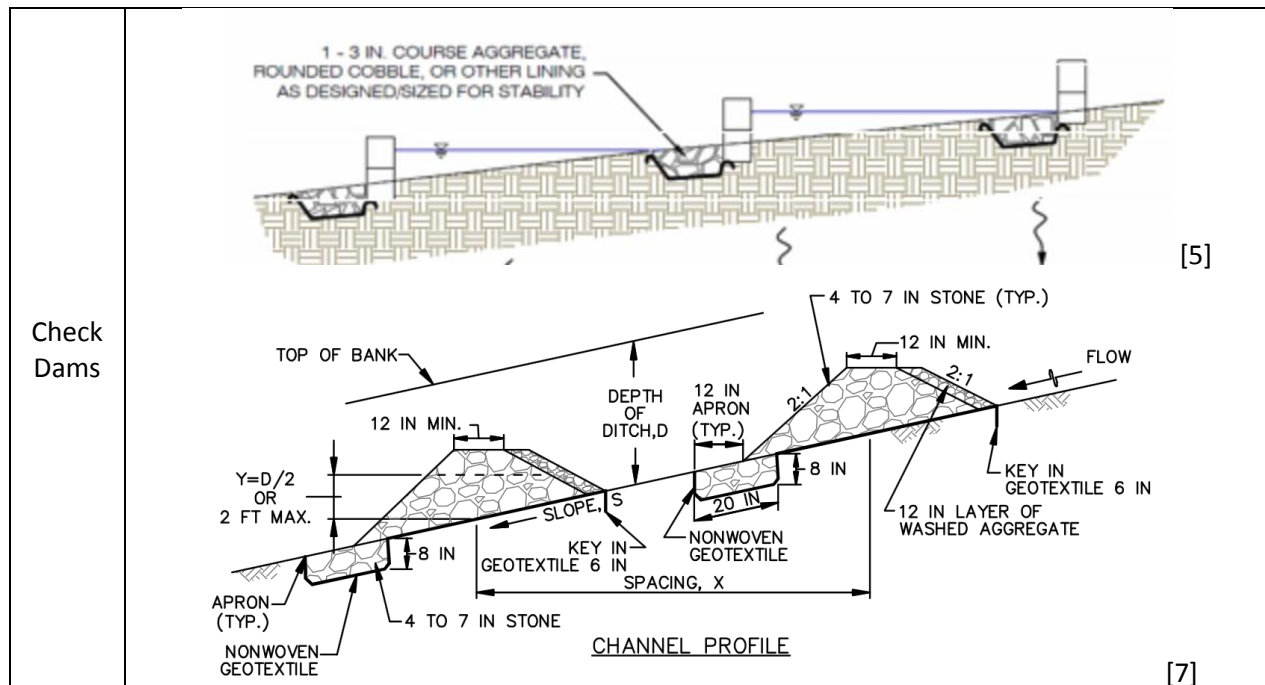 Check
Dams
1 - 3 IN. COURSE AGGREGATE,
ROUNDED COBBLE, OR OTHER LINING
AS DESIGNED/SIZED FOR STABILITY
[5]
4 TO 7 IN STONE (TYP.)
12 IN MIN.
FLOW
TOP OF BANK
2:1
2:1
DEPTH
OF
DITCH,D
12 IN
APRON
(TYP.)
12 IN MIN.
Y=D/2
OR
2 FT MAX.
8 IN
20 IN
KEY IN
GEOTEXTILE 6 IN
SLOPE, S
12 IN LAYER OF
WASHED AGGREGATE
8 IN
KEY IN
GEOTEXTILE 6 IN
NONWOVEN
GEOTEXTILE
SPACING, X
APRON
(TYP.)
4 TO 7 IN STONE
NONWOVEN
GEOTEXTILE
CHANNEL PROFILE
[7]